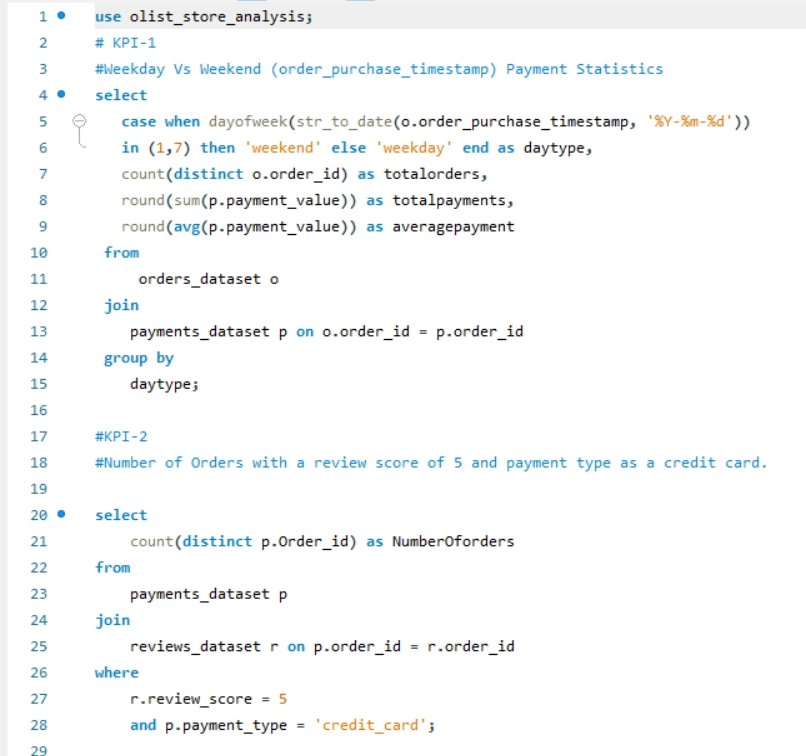 1 use olist_store_analysis;
2 # KPI-1
3 #Weekday Vs Weekend (order_purchase_timestamp) Payment Statistics
4 select
5 case when dayofweek(str_to_date(o.order_purchase_timestamp, '%Y-%m-%d'))
6 in (1,7) then 'weekend' else 'weekday' end as daytype,
7 count(distinct o.order_id) as totalorders,
8 round(sum(p.payment_value)) as totalpayments,
9 round(avg(p.payment_value)) as averagepayment
10 from
11 orders_dataset o
12 join
13 payments_dataset p on o.order_id = p.order_id
14 group by
15 daytype;
16
17 #KPI-2
18 #Number of Orders with a review score of 5 and payment type as a credit card.
19
20 select
21 count(distinct p.Order_id) as NumberOforders
22 from
23 payments_dataset p
24 join
25 reviews_dataset r on p.order_id = r.order_id
26 where
27 r.review_score = 5
28 and p.payment_type = 'credit_card';
29